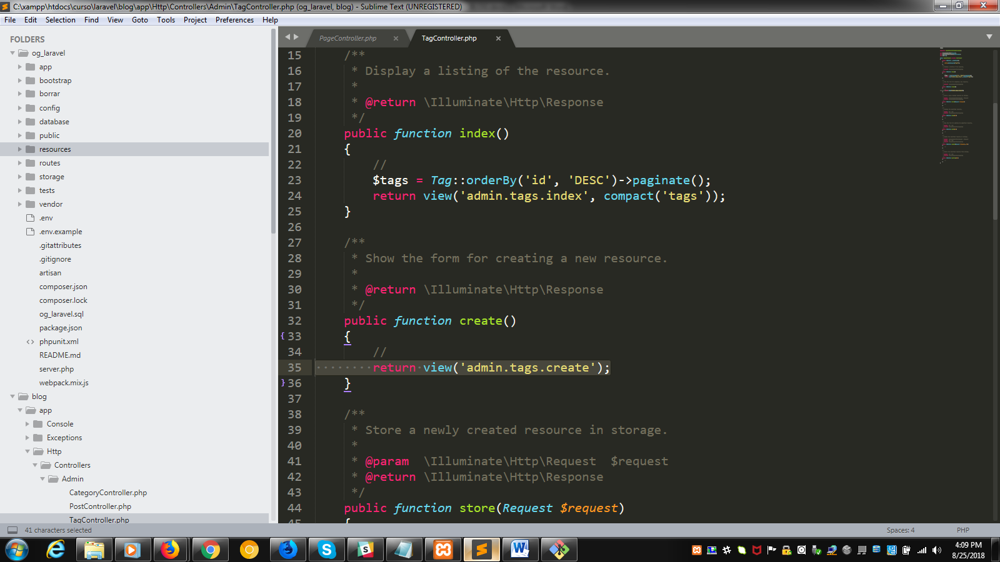 C:\xampp\htdocs\curso\laravel\blog\app\Http\Controllers\Admin\TagController.php (og_laravel, blog) - Sublime Text (UNREGISTERED)
File Edit Selection Find View Goto Tools Project Preferences Help
FOLDERS
og_laravel
app
bootstrap
borrar
config
database
public
resources
routes
storage
tests
vendor
.env
.env.example
.gitattributes
.gitignore
artisan
composer.json
composer.lock
og_laravel.sql
package.json
<> phpunit.xml
README.md
server.php
webpack.mix.js
blog
app
Console
Exceptions
Http
Controllers
Admin
CategoryController.php
PostController.php
TagController.php
PageController.php × TagController.php ×
15 /**
16 * Display a listing of the resource.
17 *
18 * @return \Illuminate\Http\Response
19 */
20 public function index()
21 {
22 //
23 $tags = Tag::orderBy('id', 'DESC')->paginate();
24 return view('admin.tags.index', compact('tags'));
25 }
26
27 /**
28 * Show the form for creating a new resource.
29 *
30 * @return \Illuminate\Http\Response
31 */
32 public function create()
{ 33 {
34 //
35 return view('admin.tags.create');
} 36 }
37
38 /**
39 * Store a newly created resource in storage.
40 *
41 * @param \Illuminate\Http\Request $request
42 * @return \Illuminate\Http\Response
43 */
44 public function store(Request $request)
45 {
41 characters selected Spaces: 4 PHP
4:09 PM
8/25/2018